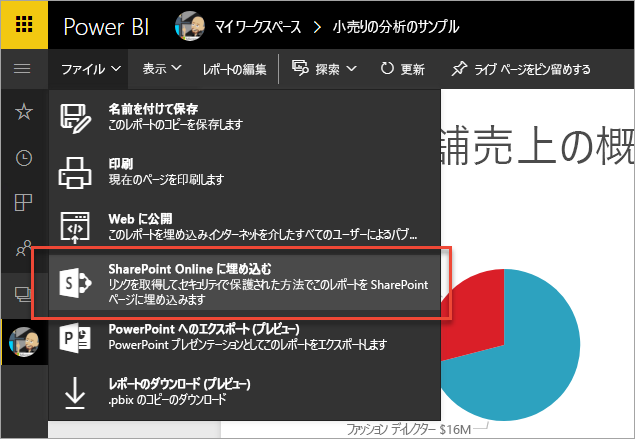 Power BI マイ ワークスペース > 小売りの分析のサンプル
ファイル 表示 レポートの編集 探索 更新 ライブ ページをピン留めする
名前を付けて保存
このレポートのコピーを保存します
舗売上の概
印刷
現在のページを印刷します
Web に公開
このレポートを埋め込み、インターネットを介したすべてのユーザーによるパブ...
SharePoint Online に埋め込む
リンクを取得してセキュリティで保護された方法でこのレポートを SharePoint
ページに埋め込みます
PowerPoint へのエクスポート (プレビュー)
PowerPoint プレゼンテーションとしてこのレポートをエクスポートします
レポートのダウンロード (プレビュー)
.pbix のコピーのダウンロード
ファッション ディレクター $16M